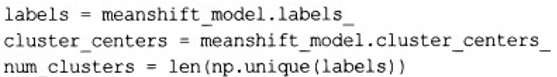 labels = meanshift_model.labels_
cluster_centers = meanshift_model.cluster_centers_
num_clusters = len(np.unique(labels))